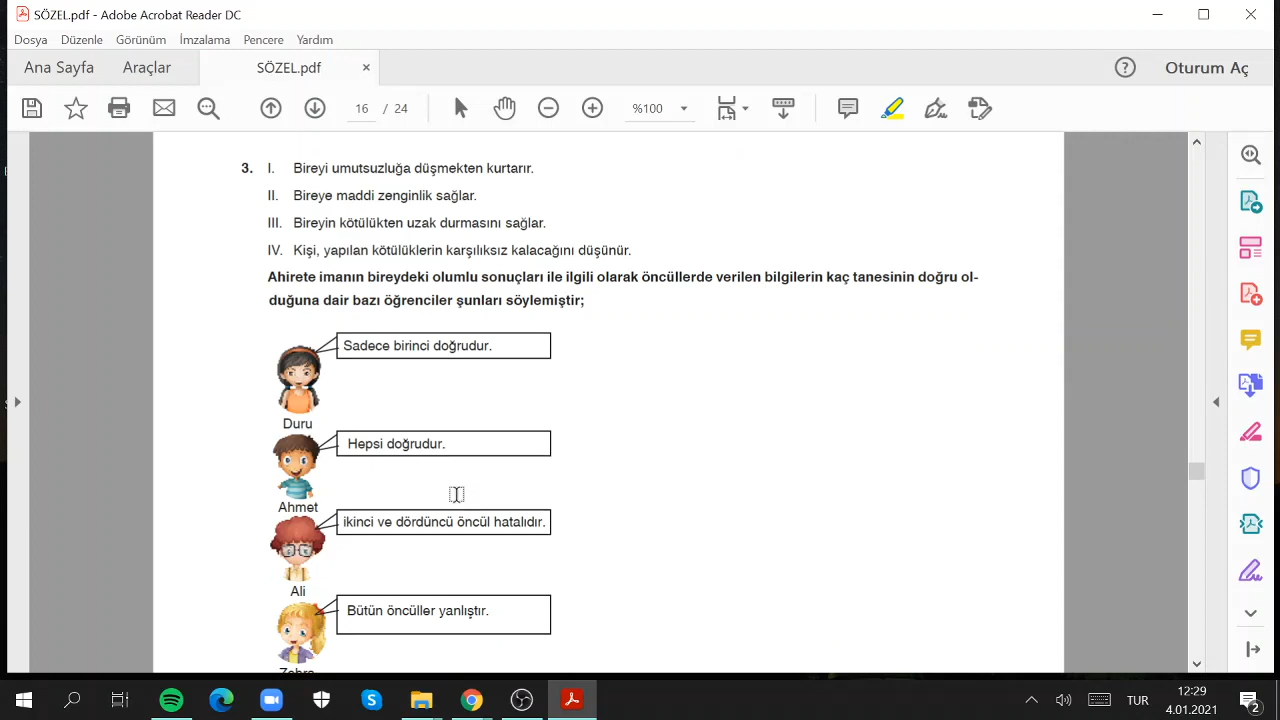 SÖZEL.pdf - Adobe Acrobat Reader DC
Dosya Düzenle Görünüm İmzalama Pencere Yardım
Ana Sayfa Araçlar SÖZEL.pdf × ? Oturum Aç
16 / 24 %100
3. I. Bireyi umutsuzluğa düşmekten kurtarır.
II. Bireye maddi zenginlik sağlar.
III. Bireyin kötülükten uzak durmasını sağlar.
IV. Kişi, yapılan kötülüklerin karşılıksız kalacağını düşünür.
Ahirete imanın bireydeki olumlu sonuçları ile ilgili olarak öncüllerde verilen bilgilerin kaç tanesinin doğru ol-
duğuna dair bazı öğrenciler şunları söylemiştir;
Sadece birinci doğrudur.
Duru
Hepsi doğrudur.
Ahmet
ikinci ve dördüncü öncül hatalıdır.
Ali
Bütün öncüller yanlıştır.
Zehra
TUR
12:29
4.01.2021
2